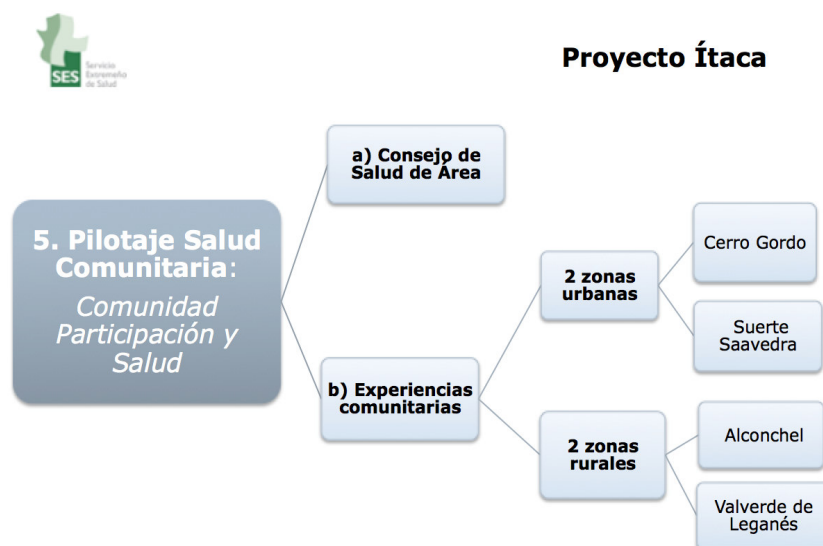 SES
Servicio
Extremeño
de Salud
Proyecto Ítaca
5. Pilotaje Salud
Comunitaria:
Comunidad
Participación y
Salud
a) Consejo de
Salud de Área
b) Experiencias
comunitarias
2 zonas
urbanas
Cerro Gordo
Suerte
Saavedra
2 zonas
rurales
Alconchel
Valverde de
Leganés